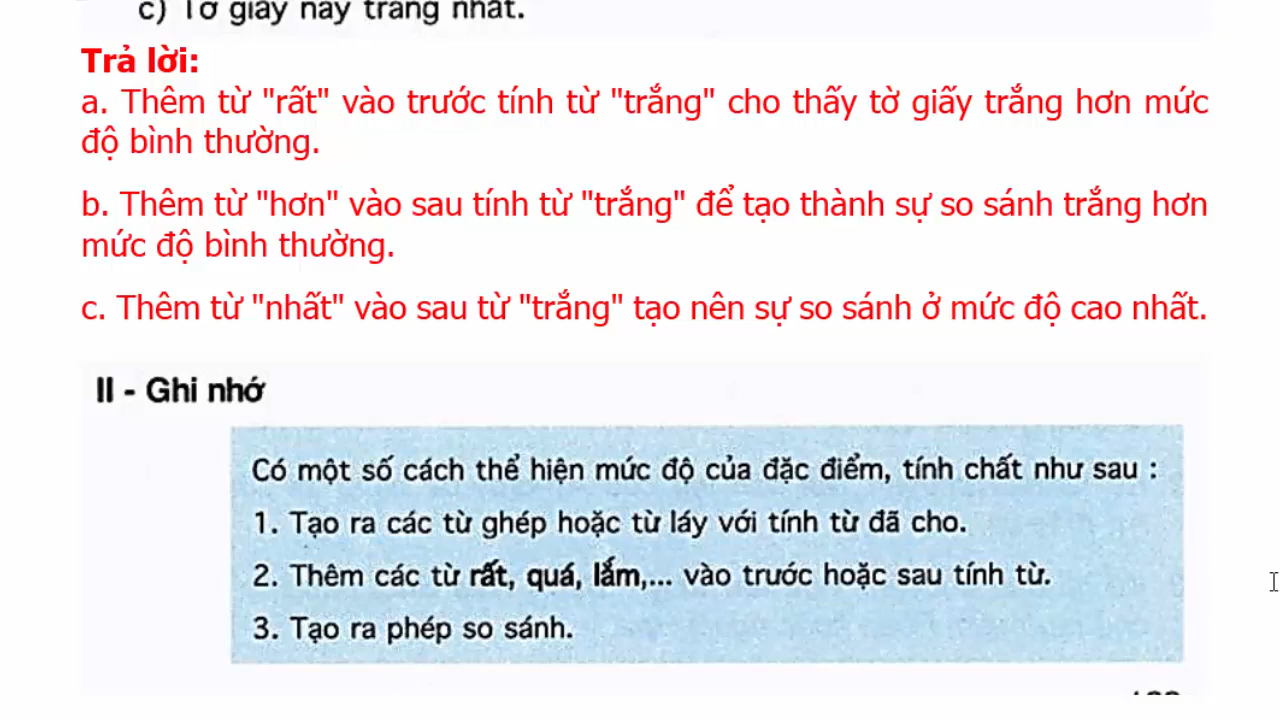 c) Tờ giấy này trắng nhất.
Trả lời:
a. Thêm từ "rất" vào trước tính từ "trắng" cho thấy tờ giấy trắng hơn mức
độ bình thường.
b. Thêm từ "hơn" vào sau tính từ "trắng" để tạo thành sự so sánh trắng hơn
mức độ bình thường.
c. Thêm từ "nhất" vào sau từ "trắng" tạo nên sự so sánh ở mức độ cao nhất.
II - Ghi nhớ
Có một số cách thể hiện mức độ của đặc điểm, tính chất như sau :
1. Tạo ra các từ ghép hoặc từ láy với tính từ đã cho.
2. Thêm các từ rất, quá, lắm,... vào trước hoặc sau tính từ.
3. Tạo ra phép so sánh.